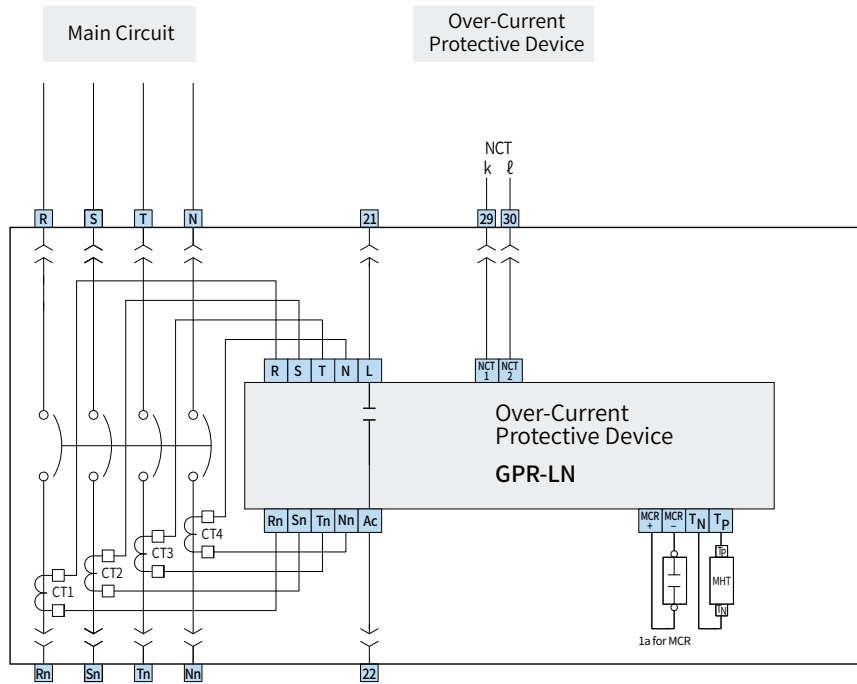 Main Circuit
Over-Current
Protective Device
NCT
k ℓ
R S T N 21 29 30
R S T N L
NCT
1
NCT
2
Over-Current
Protective Device
GPR-LN
Rn Sn Tn Nn Ac
MCR
+
MCR
−
TN TP
CT4
CT3
CT2
CT1
TP
MHT
TN
1a for MCR
Rn Sn Tn Nn 22